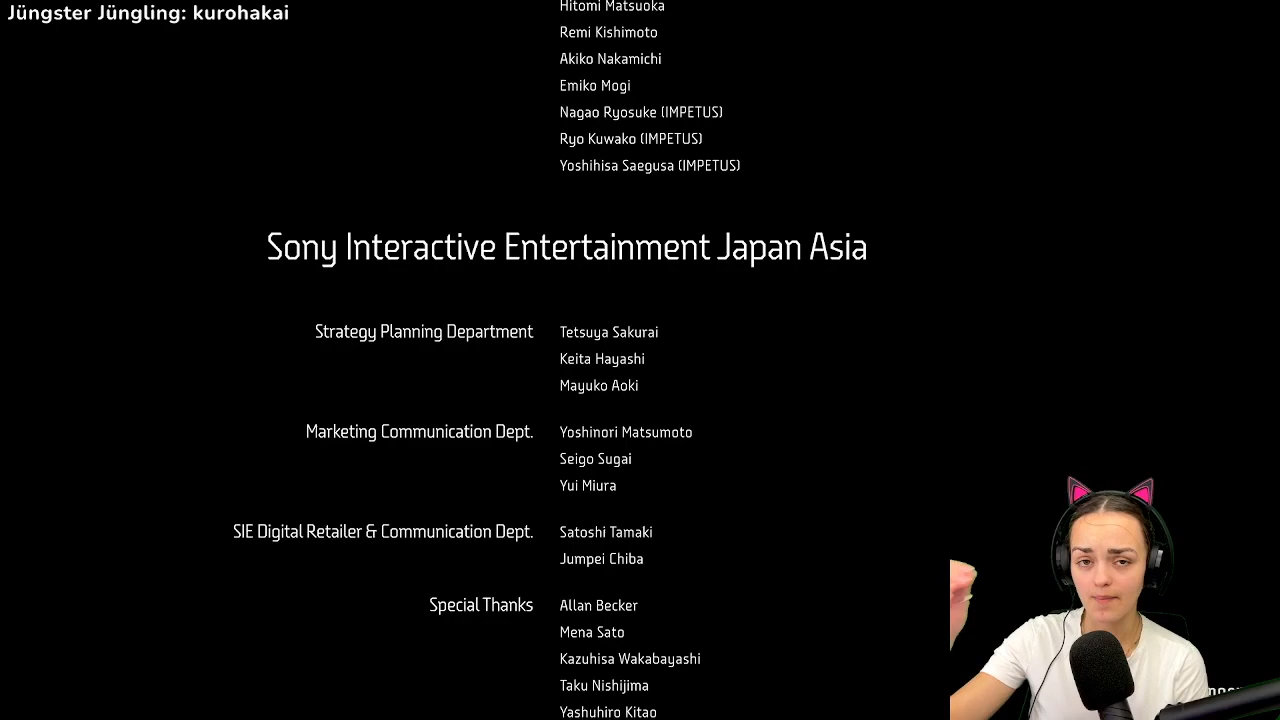 Jüngster Jüngling: kurohakai
Hitomi Matsuoka
Remi Kishimoto
Akiko Nakamichi
Emiko Mogi
Nagao Ryosuke (IMPETUS)
Ryo Kuwako (IMPETUS)
Yoshihisa Saegusa (IMPETUS)
Sony Interactive Entertainment Japan Asia
Strategy Planning Department Tetsuya Sakurai
Keita Hayashi
Mayuko Aoki
Marketing Communication Dept. Yoshinori Matsumoto
Seigo Sugai
Yui Miura
SIE Digital Retailer & Communication Dept. Satoshi Tamaki
Jumpei Chiba
Special Thanks Allan Becker
Mena Sato
Kazuhisa Wakabayashi
Taku Nishijima
Yashuhiro Kitao